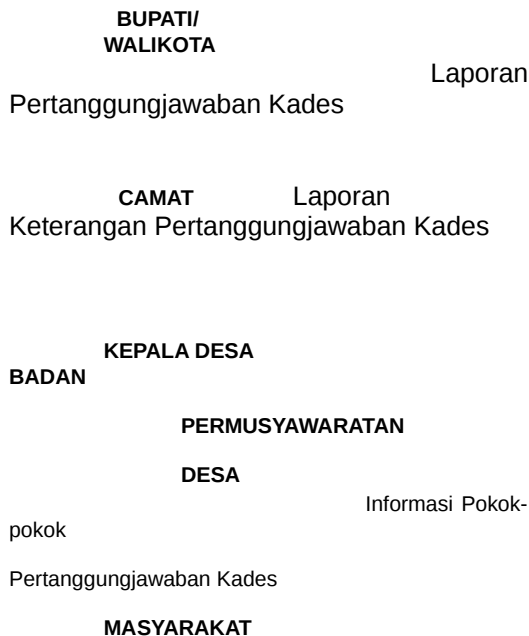 BUPATI/
WALIKOTA
Laporan
Pertanggungjawaban Kades
CAMAT Laporan
Keterangan Pertanggungjawaban Kades
KEPALA DESA
BADAN
PERMUSYAWARATAN
DESA
Informasi Pokok-
pokok
Pertanggungjawaban Kades
MASYARAKAT